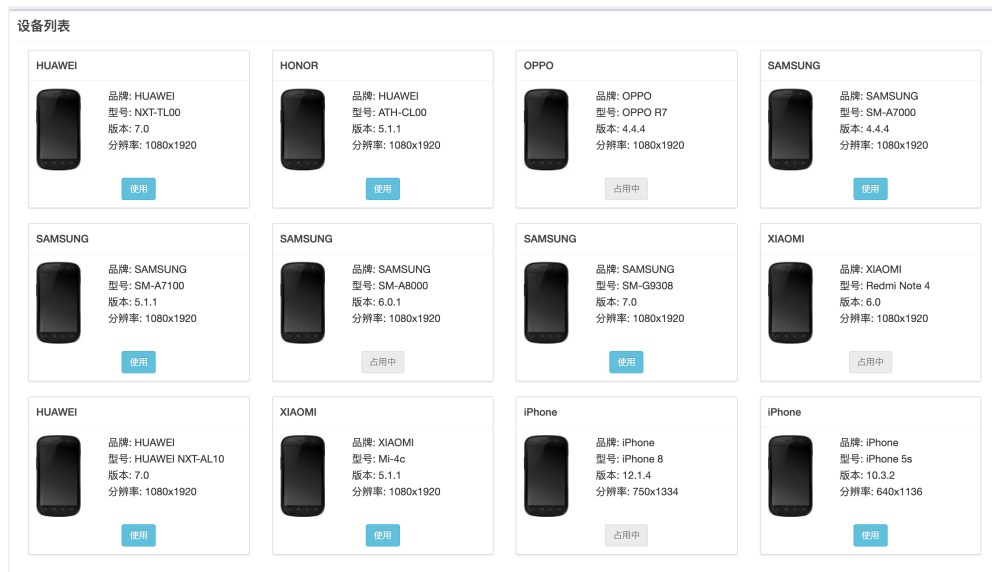 设备列表
HUAWEI
品牌: HUAWEI
型号: NXT-TL00
版本: 7.0
分辨率: 1080x1920
使用
HONOR
品牌: HUAWEI
型号: ATH-CL00
版本: 5.1.1
分辨率: 1080x1920
使用
OPPO
品牌: OPPO
型号: OPPO R7
版本: 4.4.4
分辨率: 1080x1920
占用中
SAMSUNG
品牌: SAMSUNG
型号: SM-A7000
版本: 4.4.4
分辨率: 1080x1920
使用
SAMSUNG
品牌: SAMSUNG
型号: SM-A7100
版本: 5.1.1
分辨率: 1080x1920
使用
SAMSUNG
品牌: SAMSUNG
型号: SM-A8000
版本: 6.0.1
分辨率: 1080x1920
占用中
SAMSUNG
品牌: SAMSUNG
型号: SM-G9308
版本: 7.0
分辨率: 1080x1920
使用
XIAOMI
品牌: XIAOMI
型号: Redmi Note 4
版本: 6.0
分辨率: 1080x1920
占用中
HUAWEI
品牌: HUAWEI
型号: HUAWEI NXT-AL10
版本: 7.0
分辨率: 1080x1920
使用
XIAOMI
品牌: XIAOMI
型号: Mi-4c
版本: 5.1.1
分辨率: 1080x1920
使用
iPhone
品牌: iPhone
型号: iPhone 8
版本: 12.1.4
分辨率: 750x1334
占用中
iPhone
品牌: iPhone
型号: iPhone 5s
版本: 10.3.2
分辨率: 640x1136
使用